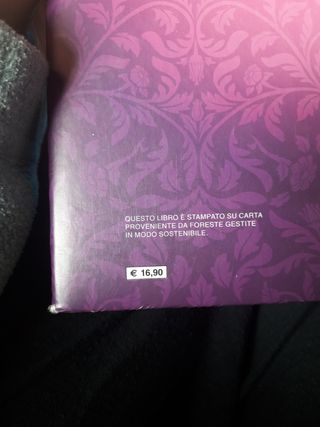 QUESTO LIBRO È STAMPATO SU CARTA
PROVENIENTE DA FORESTE GESTITE
IN MODO SOSTENIBILE.
€ 16,90